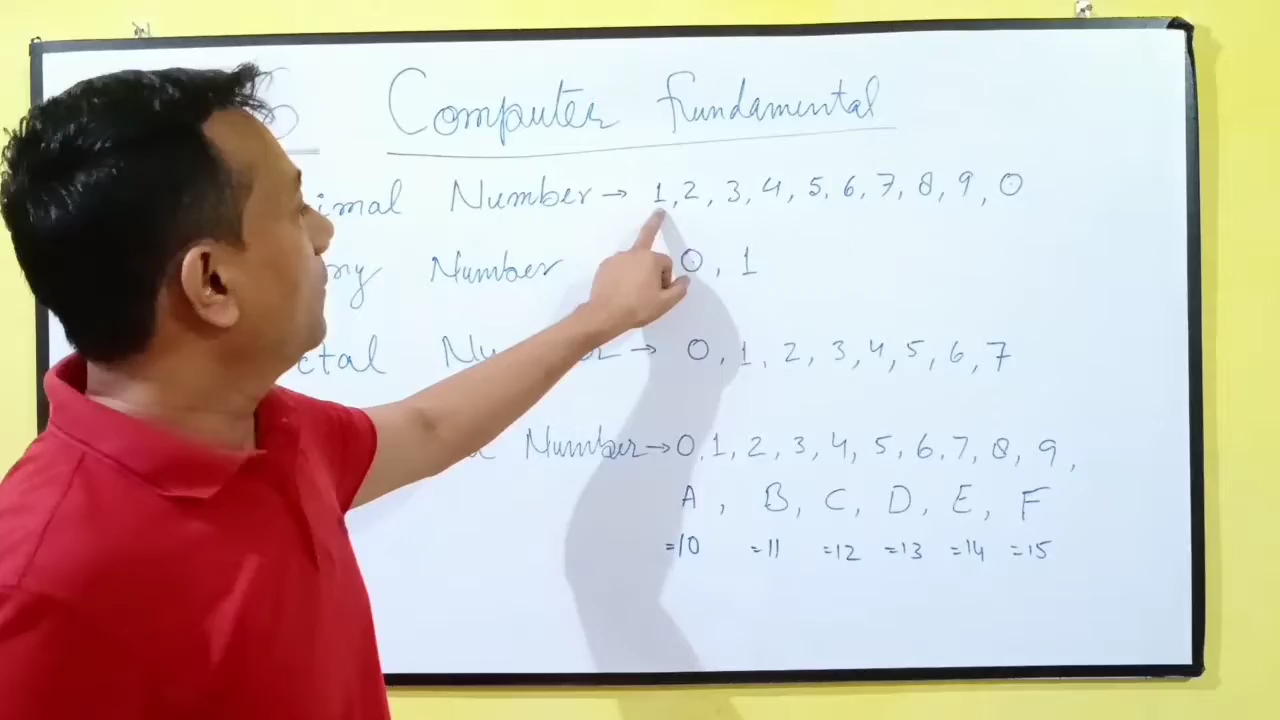 Computer Fundamental
imal Number → 1, 2, 3, 4, 5, 6, 7, 8, 9, 0
ry Number 0, 1
ctal → 0, 1, 2, 3, 4, 5, 6, 7
Number → 0, 1, 2, 3, 4, 5, 6, 7, 8, 9,
A, B, C, D, E, F
=10 =11 =12 =13 =14 =15